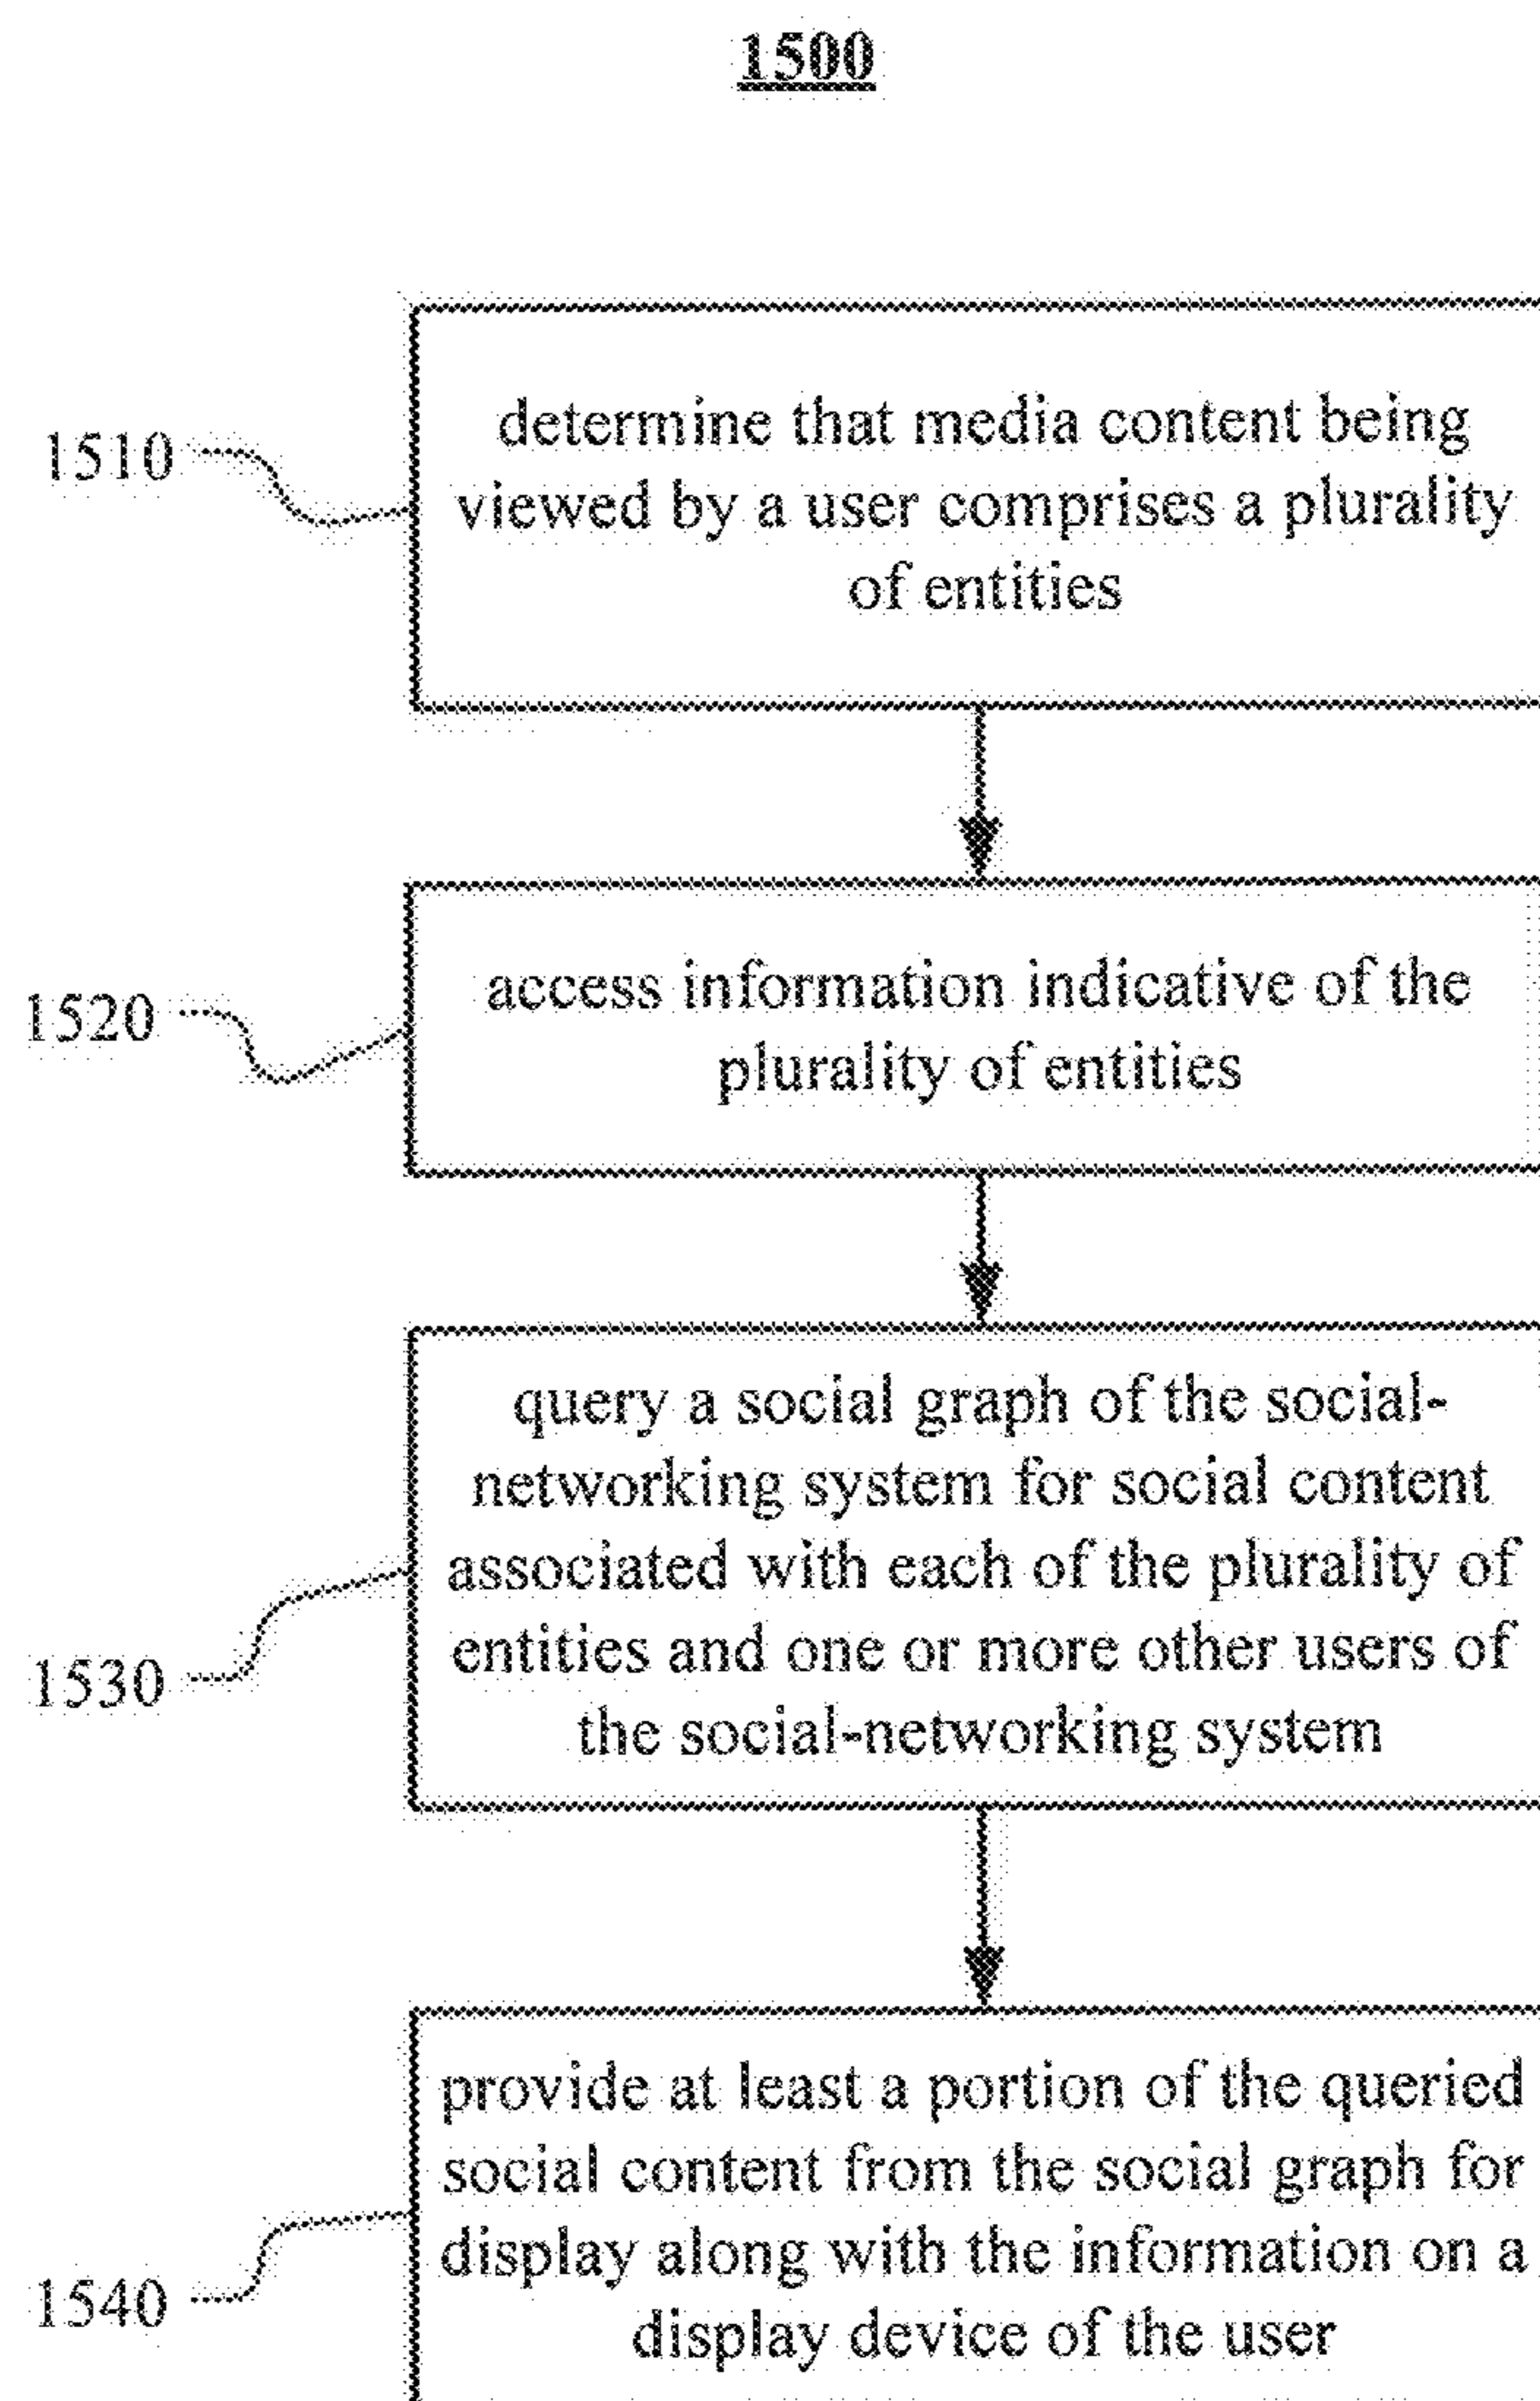 1500
1510
determine that media content being
viewed by a user comprises a plurality
of entities
1520
access information indicative of the
plurality of entities
1530
query a social graph of the social-
networking system for social content
associated with each of the plurality of
entities and one or more other users of
the social-networking system
1540
provide at least a portion of the queried
social content from the social graph for
display along with the information on a
display device of the user